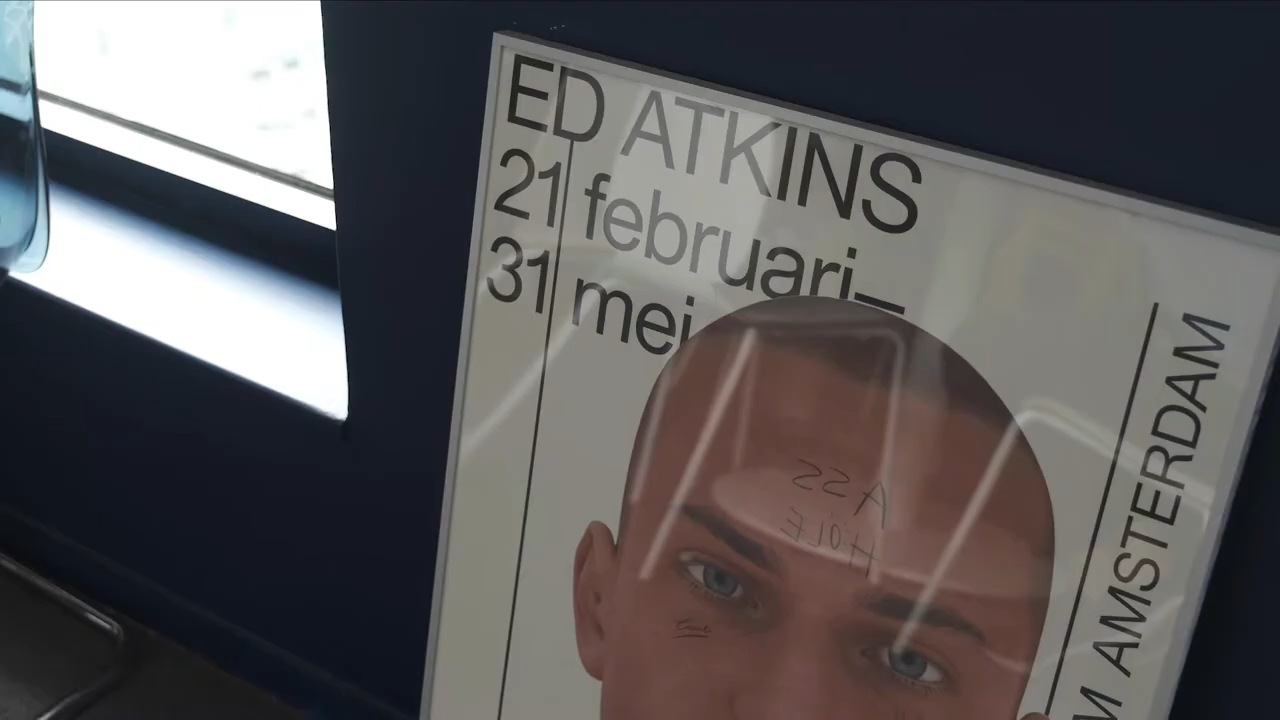 ED ATKINS
21 februari–
31 mei
M AMSTERDAM
ASS
HOLE